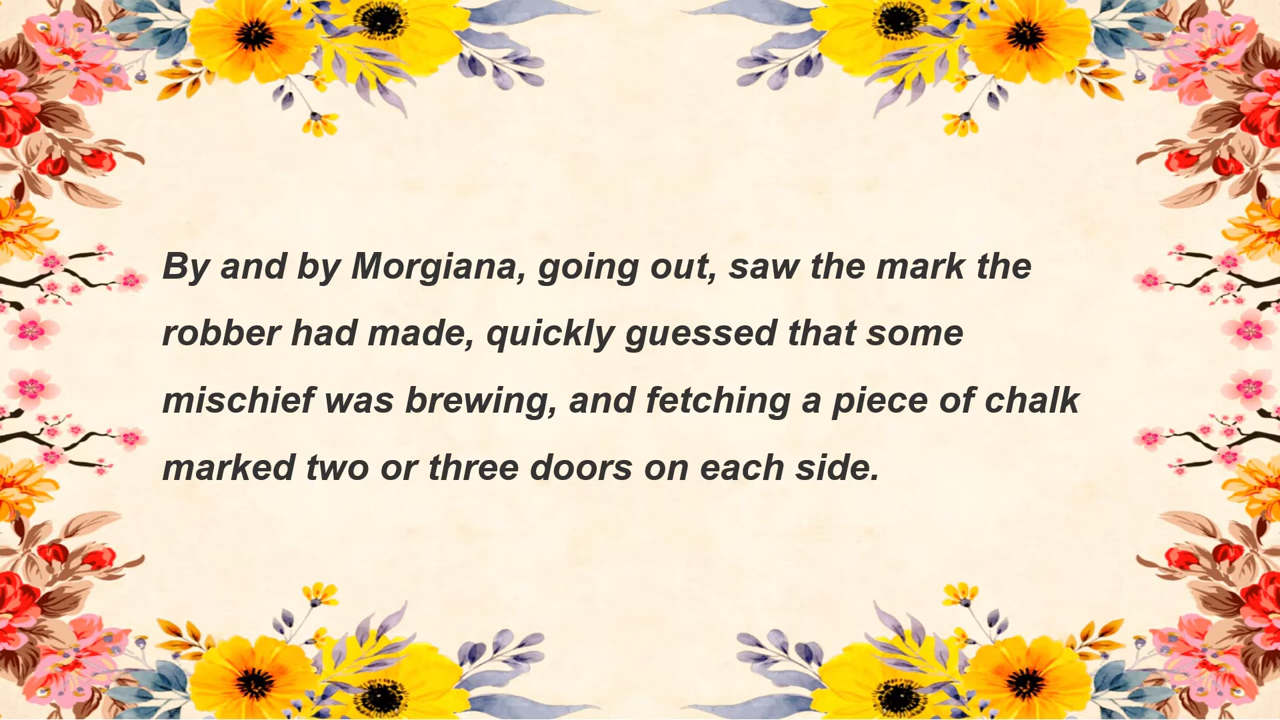 By and by Morgiana, going out, saw the mark the
robber had made, quickly guessed that some
mischief was brewing, and fetching a piece of chalk
marked two or three doors on each side.